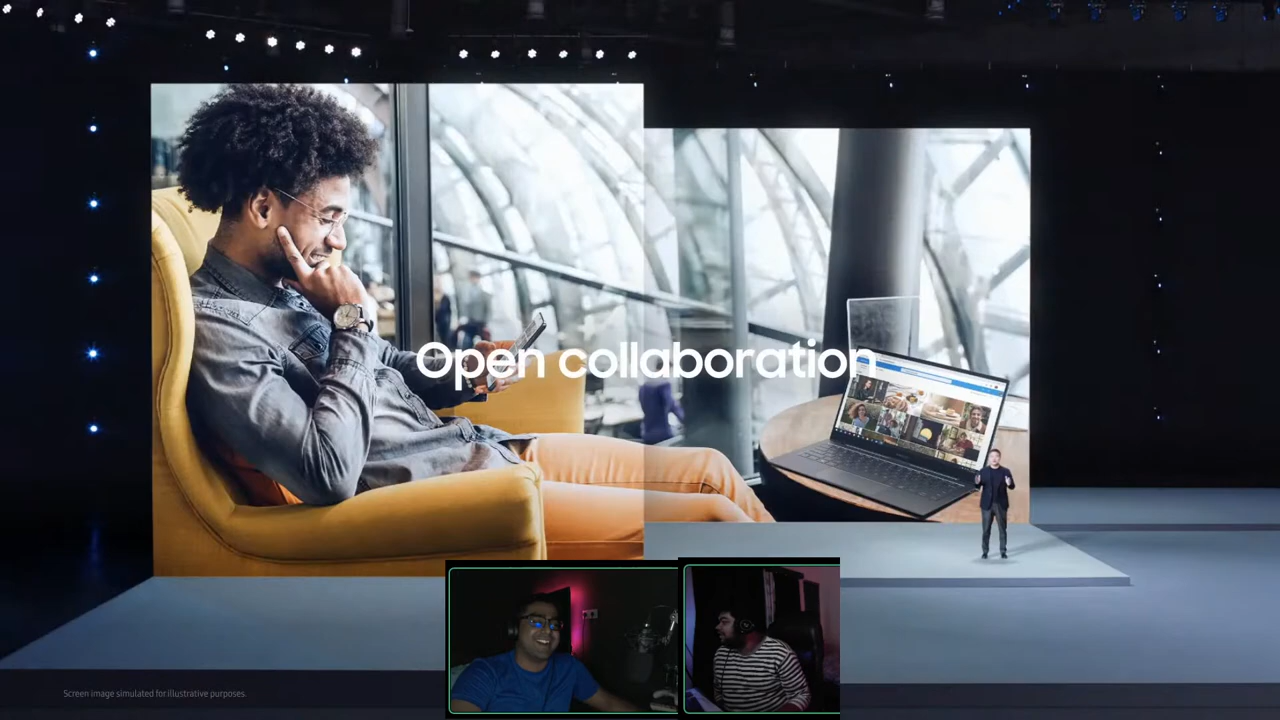 Open collaboration
Screen image simulated for illustrative purposes.